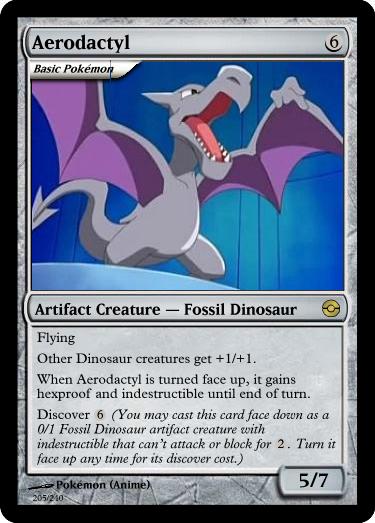 Aerodactyl 6
Basic Pokémon
Artifact Creature — Fossil Dinosaur
Flying
Other Dinosaur creatures get +1/+1.
When Aerodactyl is turned face up, it gains
hexproof and indestructible until end of turn.
Discover 6 (You may cast this card face down as a
0/1 Fossil Dinosaur artifact creature with
indestructible that can't attack or block for 2. Turn it
face up any time for its discover cost.)
5/7
Pokémon (Anime)
205/240